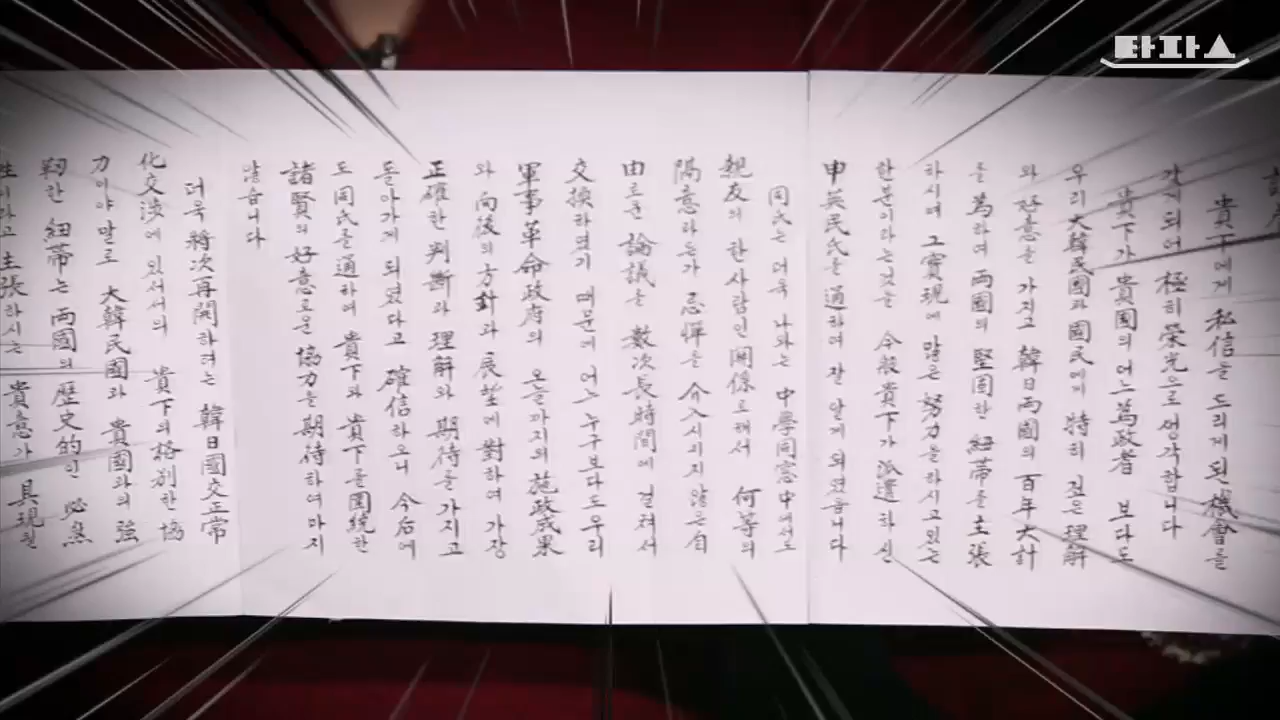 타파스
貴下에게 私信을 드리게 된 機會를
갖게 되어 極히 榮光으로 생각합니다
貴下가 貴國의 어느 爲政者 보다도
우리 大韓民國과 國民에게 特히 깊은 理解
와 好意를 가지고 韓日両國의 百年大計
를 爲하여 両國의 堅固한 紐帶를 主張
하시며 그 實現에 많은 努力을 하시고 있는
한분이라는것을 今般 貴下가 派遣하신
申英民氏를 通하여 잘 알게 되였읍니다
同氏는 더욱 나와는 中學同窓中에서도
親友의 한사람인 関係로 해서 何等의
隔意라든가 忌憚을 介入시키지 않은 自
由로운 論議를 數次長時間에 걸쳐서
交換하였기 때문에 어느 누구보다도 우리
軍事革命政府의 오늘까지의 施政成果
와 向後의 方針과 展望에 對하여 가장
正確한 判斷과 理解와 期待를 가지고
돌아가게 되였다고 確信하오니 今后에
도 同氏를 通하여 貴下와 貴下를 圍繞한
諸賢의 好意로운 協力을 期待하여 마지
않습니다
더욱 將次 再開하려는 韓日國交正常
化交涉에 있어서의 貴下의 格別한 協
力이야 말로 大韓民國과 貴國과의 強
靭한 紐帶는 両國의 歷史的인 必然
性이라고 主張하시는 貴意가 具現될